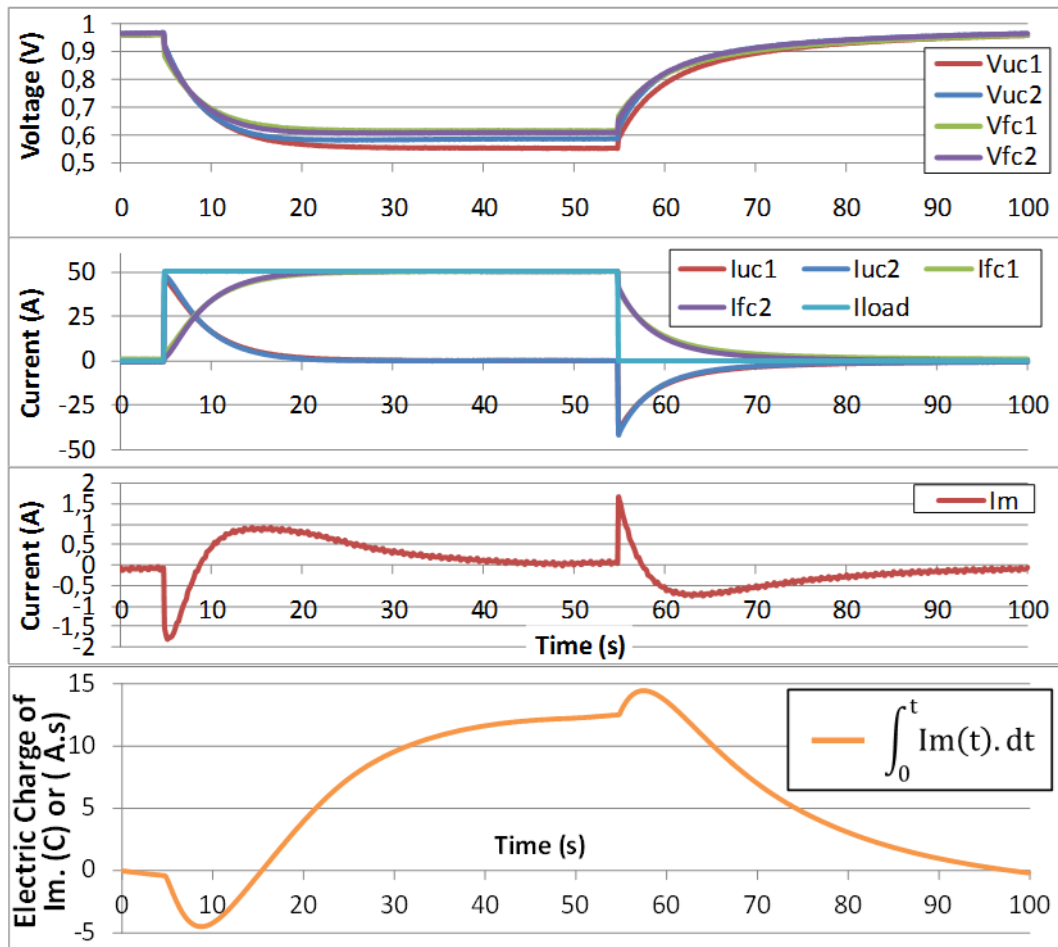 Voltage (V)
1
0,9
0,8
0,7
0,6
0,5
Vuc1
Vuc2
Vfc1
Vfc2
0 10 20 30 40 50 60 70 80 90 100
Current (A)
50
25
0
-25
-50
Iuc1 Iuc2 Ifc1
Ifc2 Iload
0 10 20 30 40 50 60 70 80 90 100
Current (A)
2
1,5
1
0,5
0
-0,5
-1
-1,5
-2
Im
0 10 20 30 40 50 60 70 80 90 100
Time (s)
Electric Charge of
Im. (C) or ( A.s)
15
10
5
0
-5
∫₀ᵗ Im(t). dt
Time (s)
0 10 20 30 40 50 60 70 80 90 100